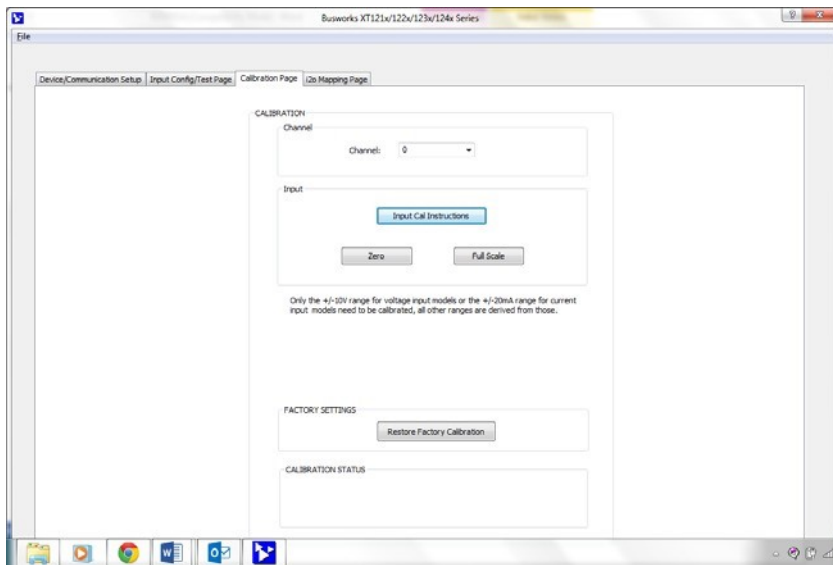 Busworks XT121x/122x/123x/124x Series
File
Device/Communication Setup
Input Config/Test Page
Calibration Page
i2o Mapping Page
CALIBRATION
Channel
Channel: 0
Input
Input Cal Instructions
Zero
Full Scale
Only the +/-10V range for voltage input models or the +/-20mA range for current
input models need to be calibrated, all other ranges are derived from those.
FACTORY SETTINGS
Restore Factory Calibration
CALIBRATION STATUS